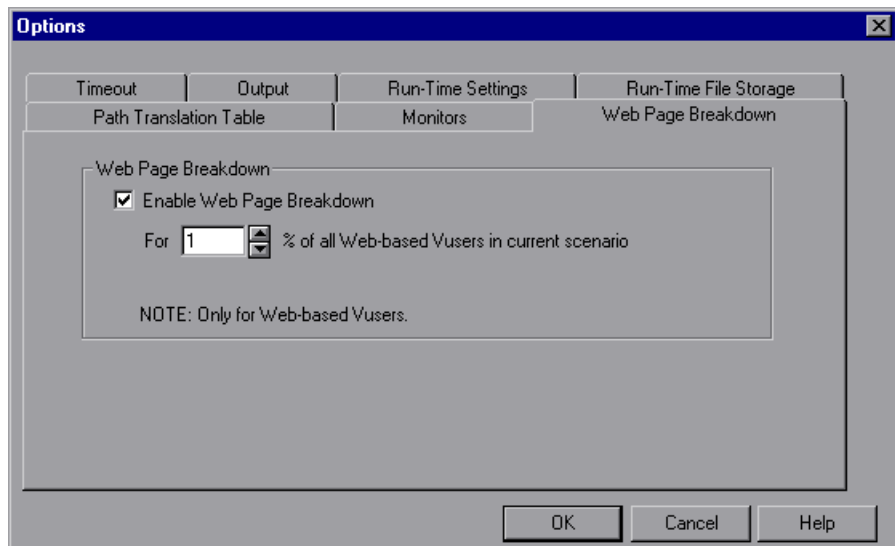 Options
Timeout Output Run-Time Settings Run-Time File Storage
Path Translation Table Monitors Web Page Breakdown
Web Page Breakdown
Enable Web Page Breakdown
For 1 % of all Web-based Vusers in current scenario
NOTE: Only for Web-based Vusers.
OK Cancel Help